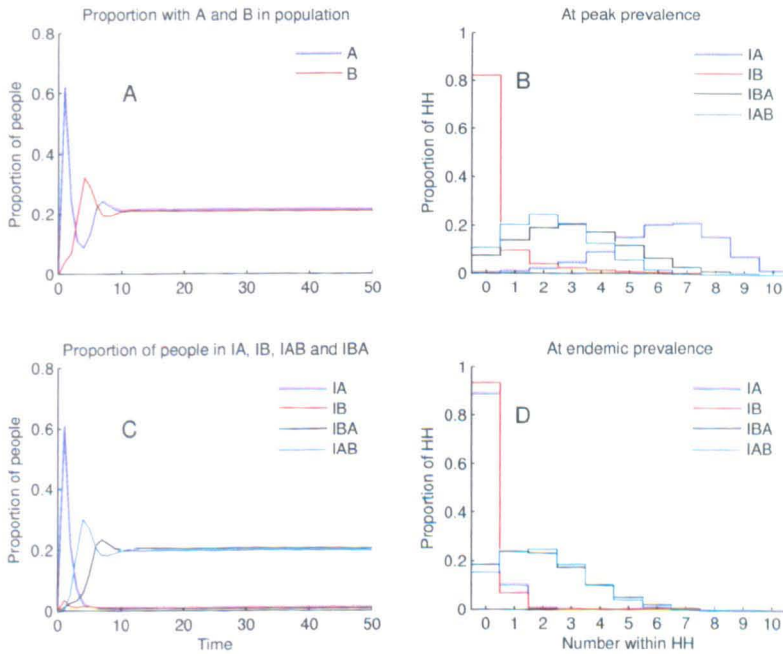 Proportion with A and B in population
Proportion of people
0.8
0.6
0.4
0.2
0
0 10 20 30 40 50
A
B
A
At peak prevalence
Proportion of HH
1
0.8
0.6
0.4
0.2
0
0 1 2 3 4 5 6 7 8 9 10
B
IA
IB
IBA
IAB
Proportion of people in IA, IB, IAB and IBA
Proportion of people
0.8
0.6
0.4
0.2
0
0 10 20 30 40 50
Time
C
IA
IB
IBA
IAB
At endemic prevalence
Proportion of HH
1
0.8
0.6
0.4
0.2
0
0 1 2 3 4 5 6 7 8 9 10
Number within HH
D
IA
IB
IBA
IAB